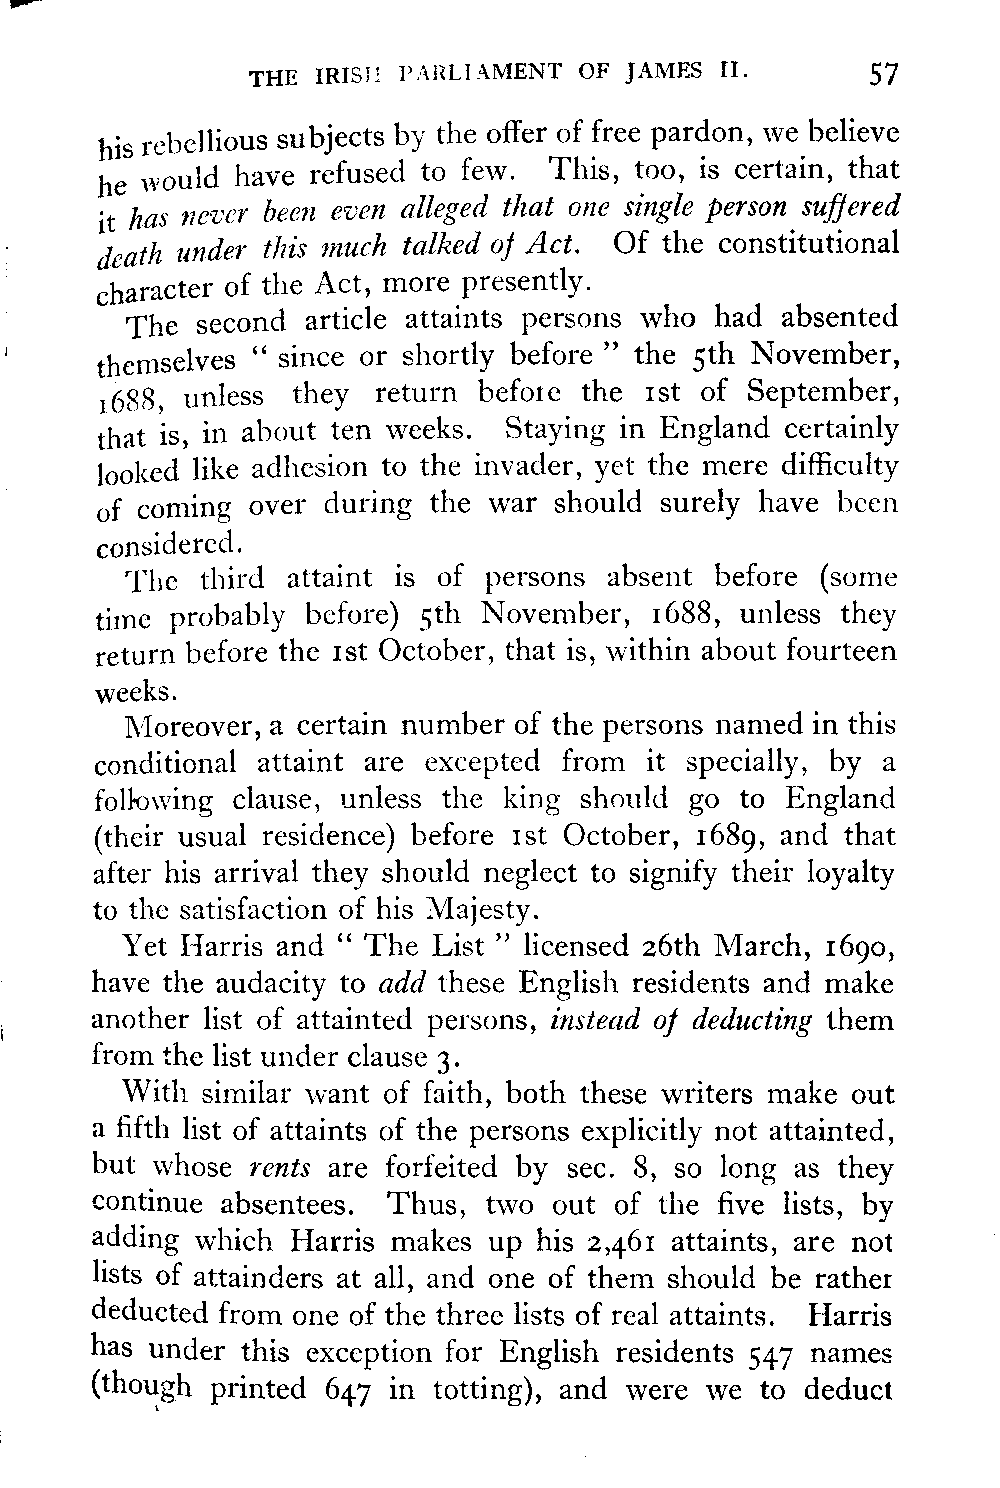 THE IRISH PARLIAMENT OF JAMES II. 57
his rebellious subjects by the offer of free pardon, we believe
he would have refused to few. This, too, is certain, that
it has never been even alleged that one single person suffered
death under this much talked of Act. Of the constitutional
character of the Act, more presently.
The second article attaints persons who had absented
themselves “ since or shortly before ” the 5th November,
1688, unless they return before the 1st of September,
that is, in about ten weeks. Staying in England certainly
looked like adhesion to the invader, yet the mere difficulty
of coming over during the war should surely have been
considered.
The third attaint is of persons absent before (some
time probably before) 5th November, 1688, unless they
return before the 1st October, that is, within about fourteen
weeks.
Moreover, a certain number of the persons named in this
conditional attaint are excepted from it specially, by a
following clause, unless the king should go to England
(their usual residence) before 1st October, 1689, and that
after his arrival they should neglect to signify their loyalty
to the satisfaction of his Majesty.
Yet Harris and “ The List ” licensed 26th March, 1690,
have the audacity to add these English residents and make
another list of attainted persons, instead of deducting them
from the list under clause 3.
With similar want of faith, both these writers make out
a fifth list of attaints of the persons explicitly not attainted,
but whose rents are forfeited by sec. 8, so long as they
continue absentees. Thus, two out of the five lists, by
adding which Harris makes up his 2,461 attaints, are not
lists of attainders at all, and one of them should be rather
deducted from one of the three lists of real attaints. Harris
has under this exception for English residents 547 names
(though printed 647 in totting), and were we to deduct